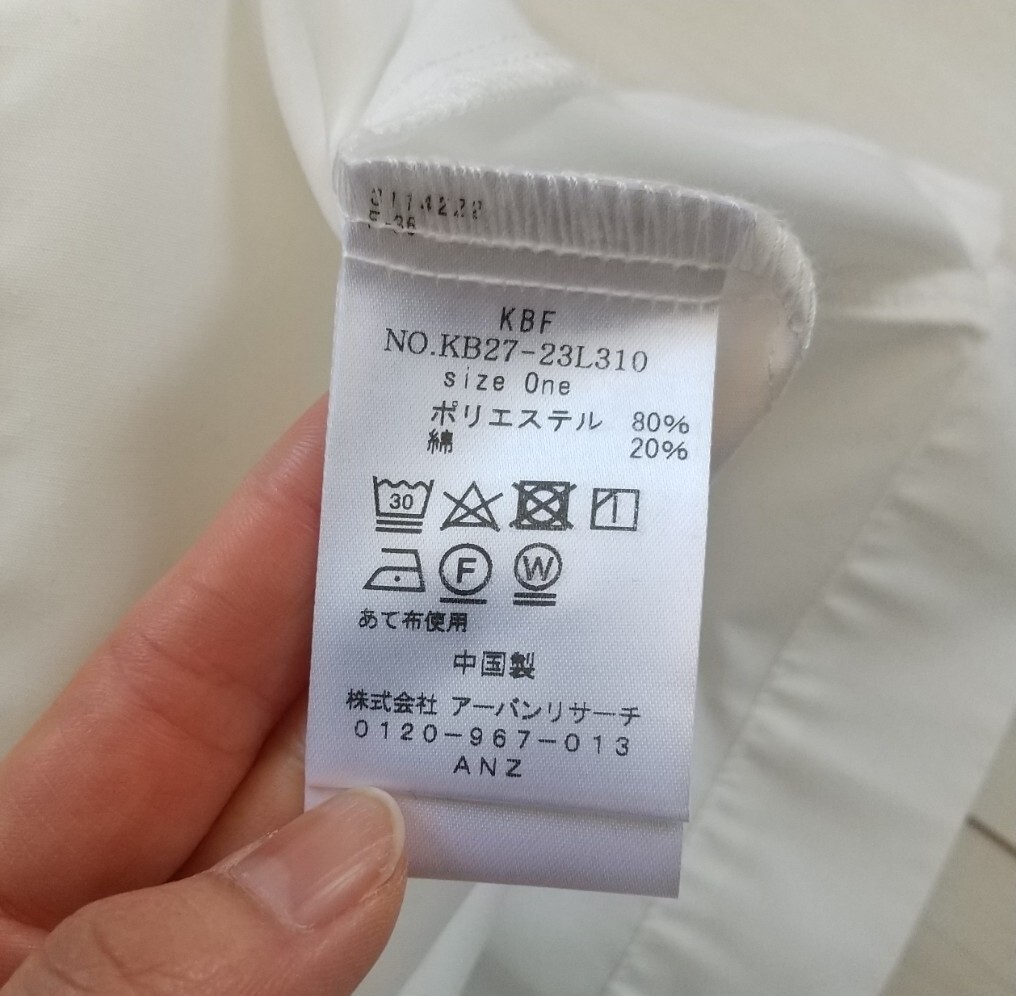 F-36
KBF
NO.KB27-23L310
size One
ポリエステル 80%
綿 20%
30
F W
あて布使用
中国製
株式会社 アーバンリサーチ
0120-967-013
ANZ